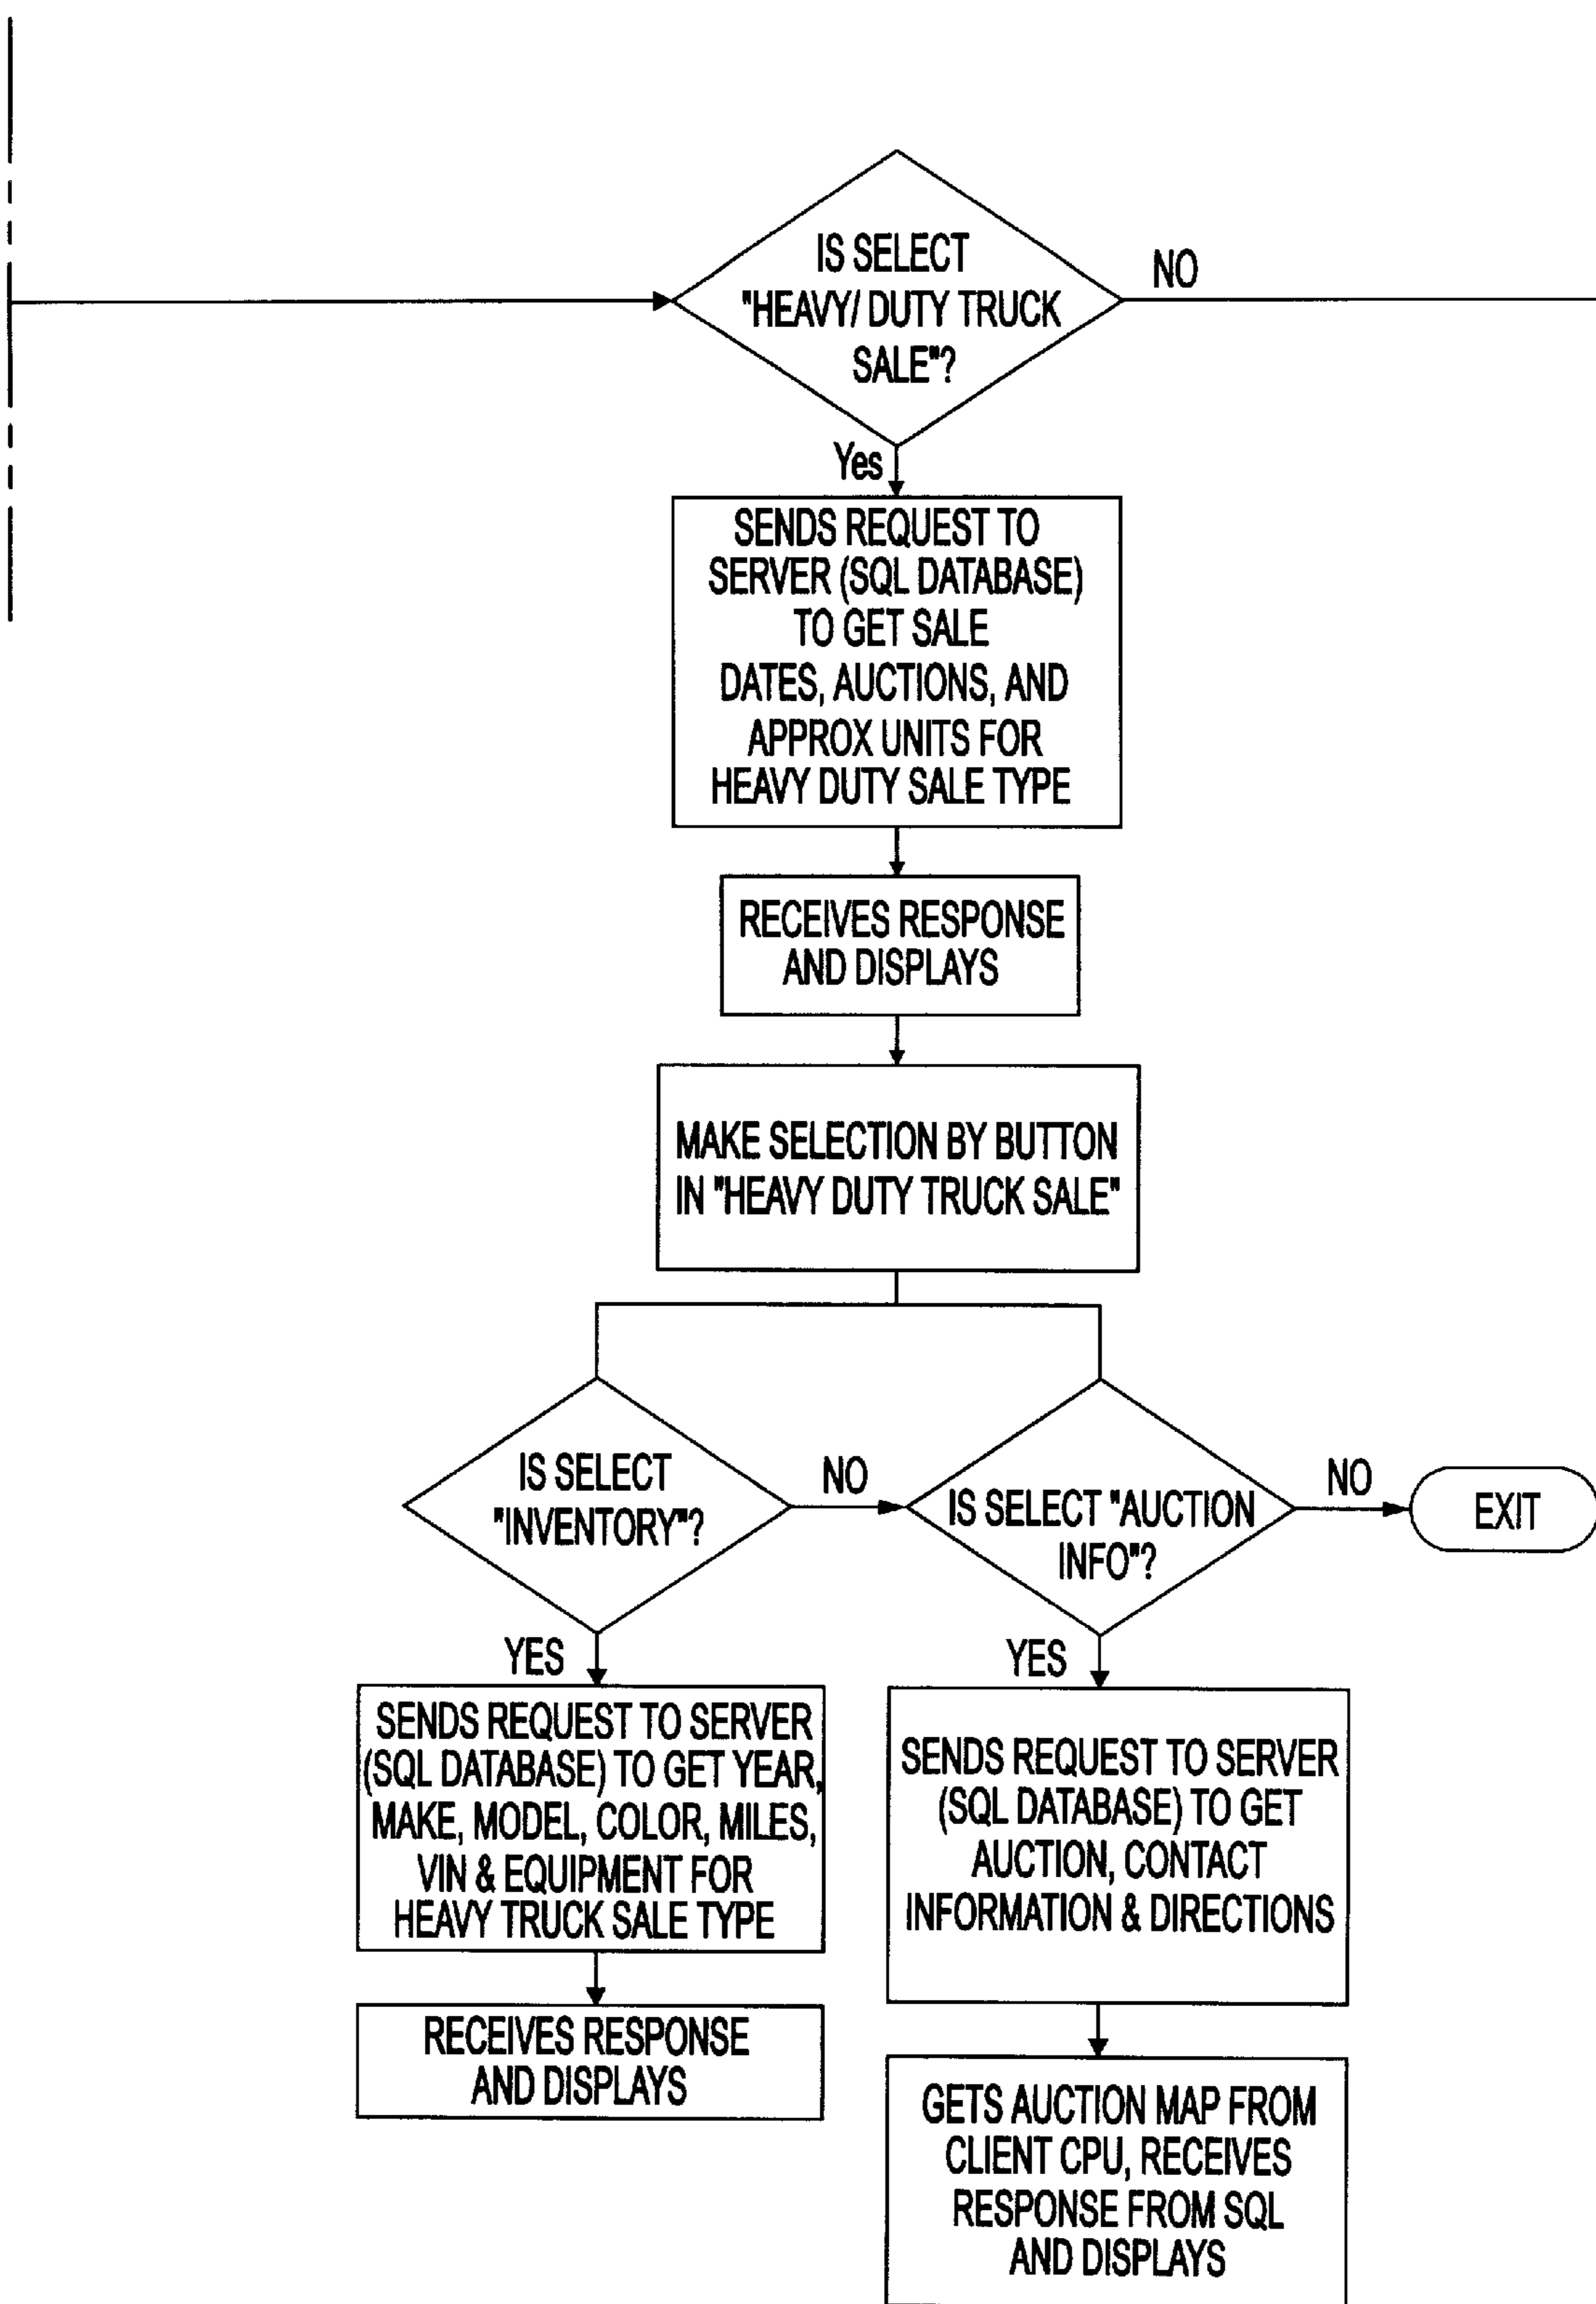 IS SELECT
"HEAVY/ DUTY TRUCK
SALE"?
NO
Yes
SENDS REQUEST TO
SERVER (SQL DATABASE)
TO GET SALE
DATES, AUCTIONS, AND
APPROX UNITS FOR
HEAVY DUTY SALE TYPE
RECEIVES RESPONSE
AND DISPLAYS
MAKE SELECTION BY BUTTON
IN "HEAVY DUTY TRUCK SALE"
IS SELECT
"INVENTORY"?
NO
IS SELECT "AUCTION
INFO"?
NO
EXIT
YES
SENDS REQUEST TO SERVER
(SQL DATABASE) TO GET YEAR,
MAKE, MODEL, COLOR, MILES,
VIN & EQUIPMENT FOR
HEAVY TRUCK SALE TYPE
RECEIVES RESPONSE
AND DISPLAYS
YES
SENDS REQUEST TO SERVER
(SQL DATABASE) TO GET
AUCTION, CONTACT
INFORMATION & DIRECTIONS
GETS AUCTION MAP FROM
CLIENT CPU, RECEIVES
RESPONSE FROM SQL
AND DISPLAYS